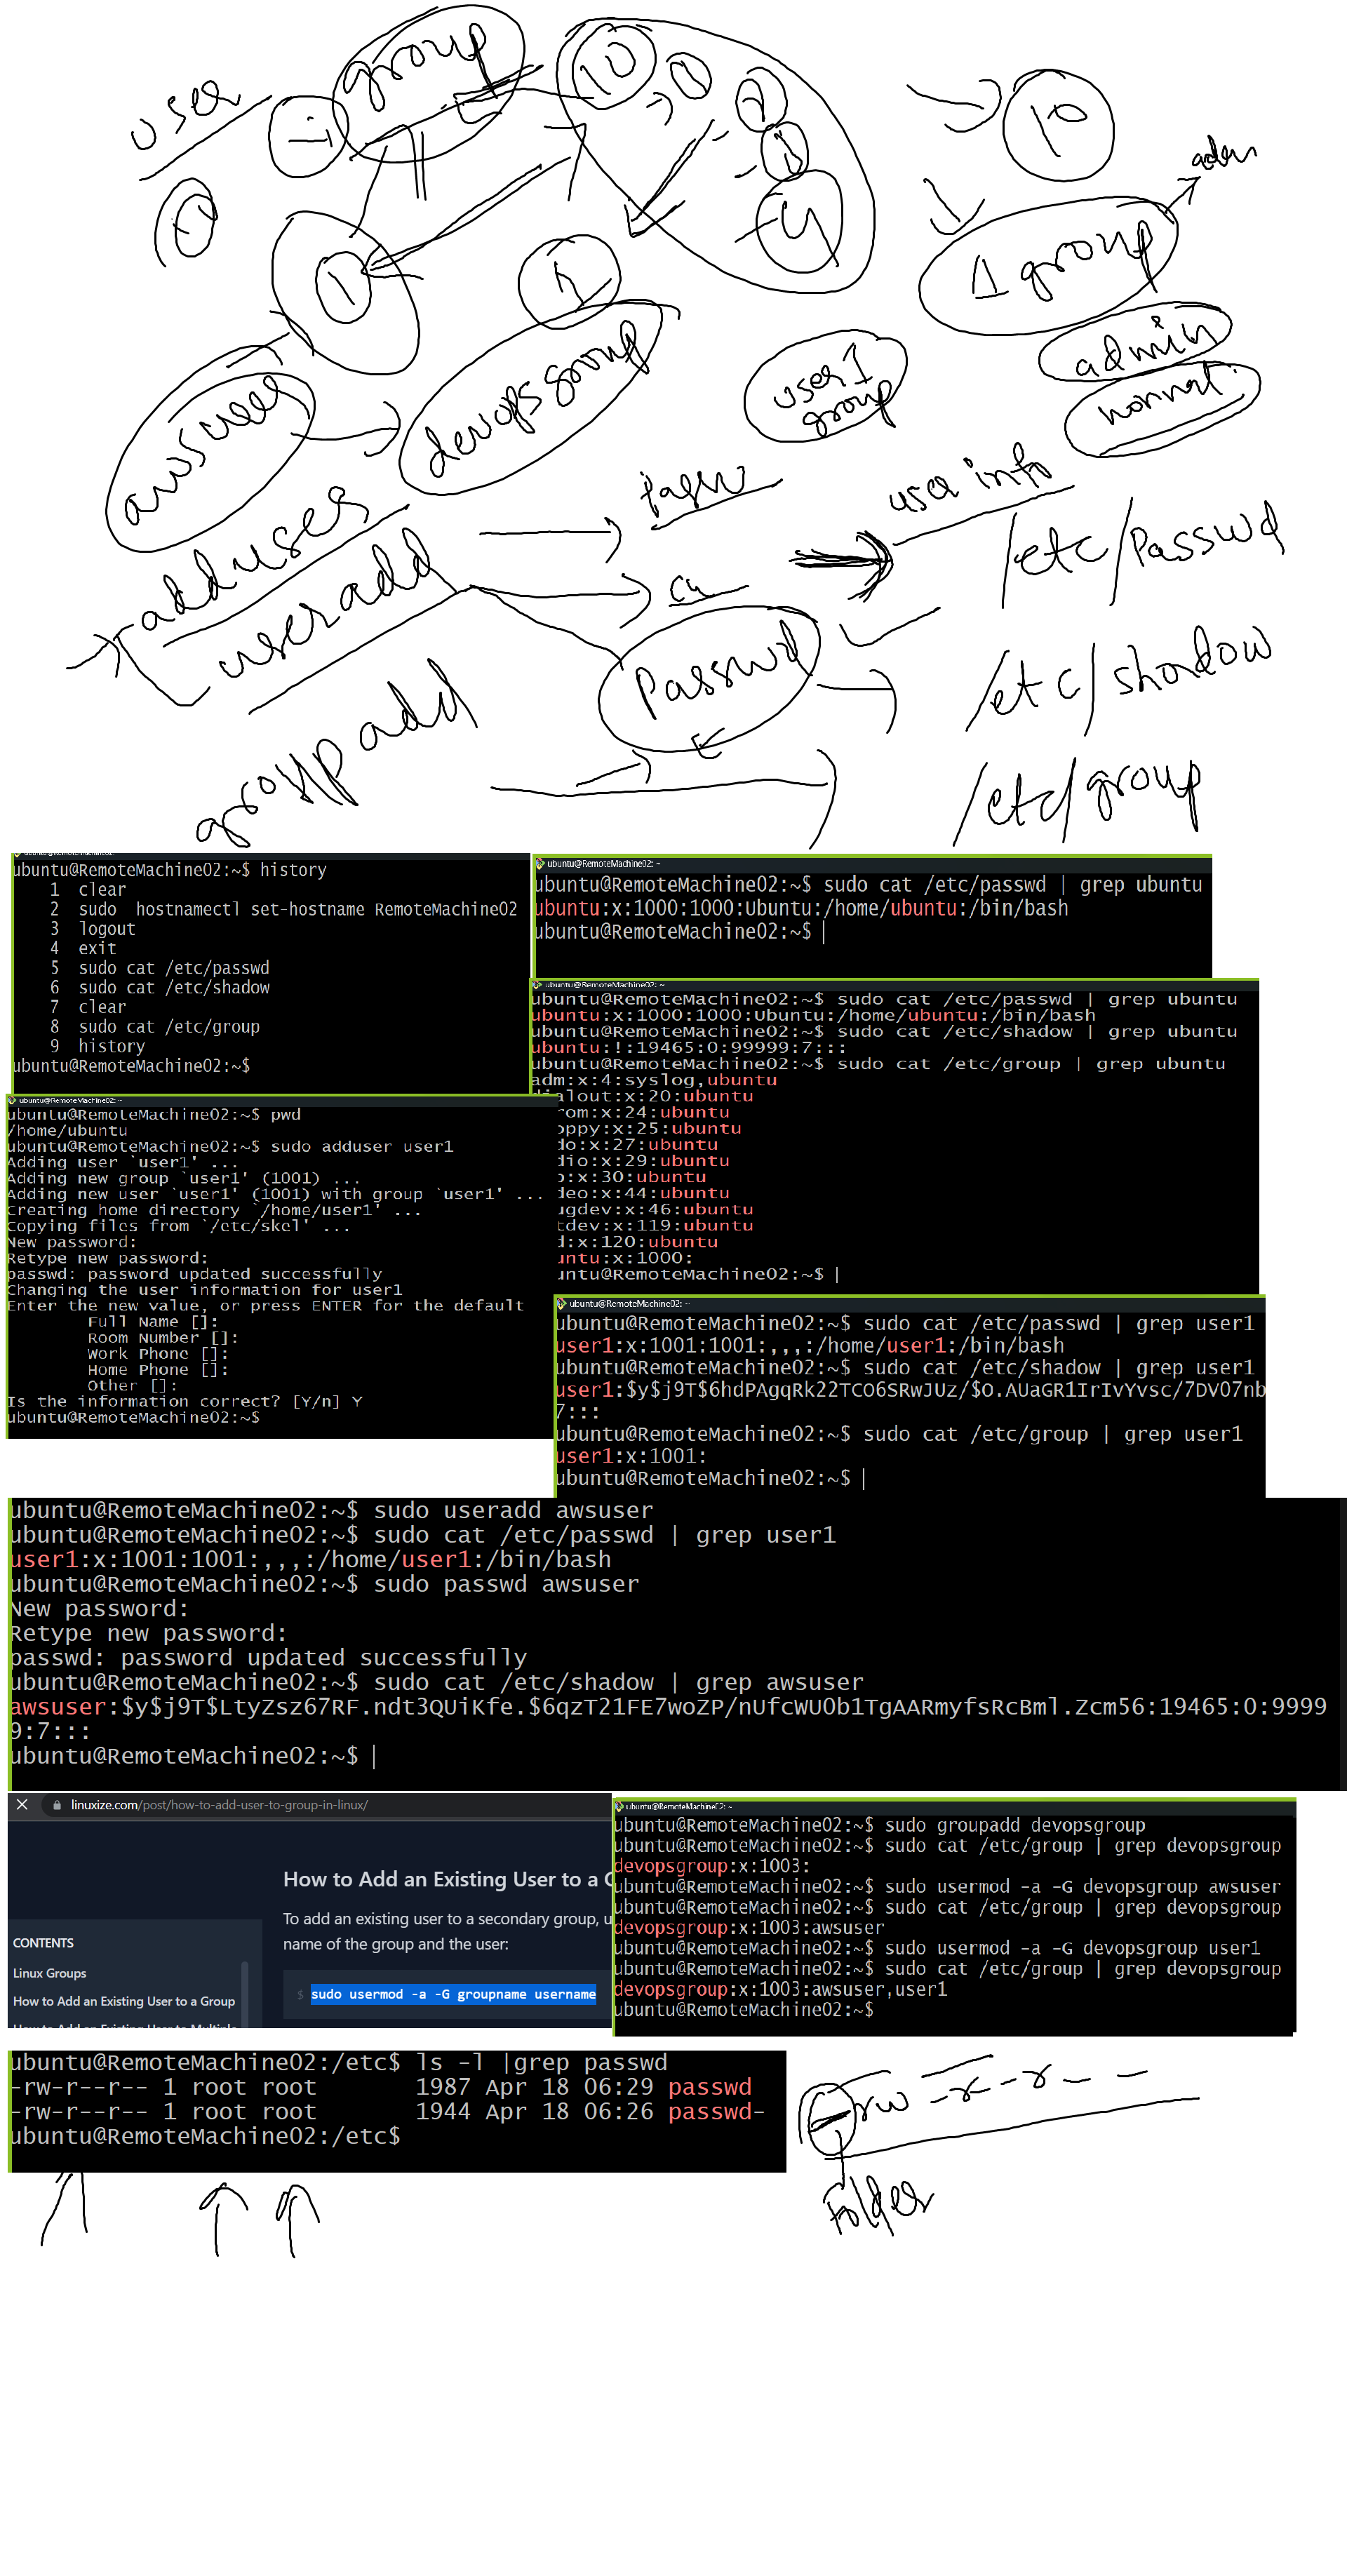 user
group
10
1
2
3
4
10
adm
1
1
1 group
admin
normal
awsuser
devopsgroup
user1
group
adduser
useradd
user info
/etc/Passwd
Passwd
/etc/shadow
groupadd
/etc/group
ubuntu@RemoteMachine02:~$ history
1 clear
2 sudo hostnamectl set-hostname RemoteMachine02
3 logout
4 exit
5 sudo cat /etc/passwd
6 sudo cat /etc/shadow
7 clear
8 sudo cat /etc/group
9 history
ubuntu@RemoteMachine02:~$
ubuntu@RemoteMachine02: ~
ubuntu@RemoteMachine02:~$ sudo cat /etc/passwd | grep ubuntu
ubuntu:x:1000:1000:Ubuntu:/home/ubuntu:/bin/bash
ubuntu@RemoteMachine02:~$
ubuntu@RemoteMachine02: ~
ubuntu@RemoteMachine02:~$ sudo cat /etc/passwd | grep ubuntu
ubuntu:x:1000:1000:Ubuntu:/home/ubuntu:/bin/bash
ubuntu@RemoteMachine02:~$ sudo cat /etc/shadow | grep ubuntu
ubuntu:!:19465:0:99999:7:::
ubuntu@RemoteMachine02:~$ sudo cat /etc/group | grep ubuntu
adm:x:4:syslog,ubuntu
dialout:x:20:ubuntu
rom:x:24:ubuntu
oppy:x:25:ubuntu
do:x:27:ubuntu
dio:x:29:ubuntu
p:x:30:ubuntu
deo:x:44:ubuntu
ugdev:x:46:ubuntu
tdev:x:119:ubuntu
d:x:120:ubuntu
untu:x:1000:
untu@RemoteMachine02:~$
ubuntu@RemoteMachine02: ~
ubuntu@RemoteMachine02:~$ pwd
/home/ubuntu
ubuntu@RemoteMachine02:~$ sudo adduser user1
Adding user `user1' ...
Adding new group `user1' (1001) ...
Adding new user `user1' (1001) with group `user1' ...
Creating home directory `/home/user1' ...
Copying files from `/etc/skel' ...
New password:
Retype new password:
passwd: password updated successfully
Changing the user information for user1
Enter the new value, or press ENTER for the default
Full Name []:
Room Number []:
Work Phone []:
Home Phone []:
Other []:
Is the information correct? [Y/n] Y
ubuntu@RemoteMachine02:~$
ubuntu@RemoteMachine02: ~
ubuntu@RemoteMachine02:~$ sudo cat /etc/passwd | grep user1
user1:x:1001:1001:,,,:/home/user1:/bin/bash
ubuntu@RemoteMachine02:~$ sudo cat /etc/shadow | grep user1
user1:$y$j9T$6hdPAgqRk22TCO6SRwJUz/$O.AUaGR1IrIvYvsc/7DV07nb
7:::
ubuntu@RemoteMachine02:~$ sudo cat /etc/group | grep user1
user1:x:1001:
ubuntu@RemoteMachine02:~$
ubuntu@RemoteMachine02:~$ sudo useradd awsuser
ubuntu@RemoteMachine02:~$ sudo cat /etc/passwd | grep user1
user1:x:1001:1001:,,,:/home/user1:/bin/bash
ubuntu@RemoteMachine02:~$ sudo passwd awsuser
New password:
Retype new password:
passwd: password updated successfully
ubuntu@RemoteMachine02:~$ sudo cat /etc/shadow | grep awsuser
awsuser:$y$j9T$LtyZsz67RF.ndt3QUiKfe.$6qzT21FE7woZP/nUfcWU0b1TgAARmyfsRcBml.Zcm56:19465:0:9999
9:7:::
ubuntu@RemoteMachine02:~$
linuxize.com/post/how-to-add-user-to-group-in-linux/
How to Add an Existing User to a G
To add an existing user to a secondary group, u
name of the group and the user:
CONTENTS
Linux Groups
How to Add an Existing User to a Group
How to Add an Existing User to Multiple
$ sudo usermod -a -G groupname username
ubuntu@RemoteMachine02: ~
ubuntu@RemoteMachine02:~$ sudo groupadd devopsgroup
ubuntu@RemoteMachine02:~$ sudo cat /etc/group | grep devopsgroup
devopsgroup:x:1003:
ubuntu@RemoteMachine02:~$ sudo usermod -a -G devopsgroup awsuser
ubuntu@RemoteMachine02:~$ sudo cat /etc/group | grep devopsgroup
devopsgroup:x:1003:awsuser
ubuntu@RemoteMachine02:~$ sudo usermod -a -G devopsgroup user1
ubuntu@RemoteMachine02:~$ sudo cat /etc/group | grep devopsgroup
devopsgroup:x:1003:awsuser,user1
ubuntu@RemoteMachine02:~$
ubuntu@RemoteMachine02:/etc$ ls -l |grep passwd
-rw-r--r-- 1 root root 1987 Apr 18 06:29 passwd
-rw-r--r-- 1 root root 1944 Apr 18 06:26 passwd-
ubuntu@RemoteMachine02:/etc$
-rw-r--r--
Folder